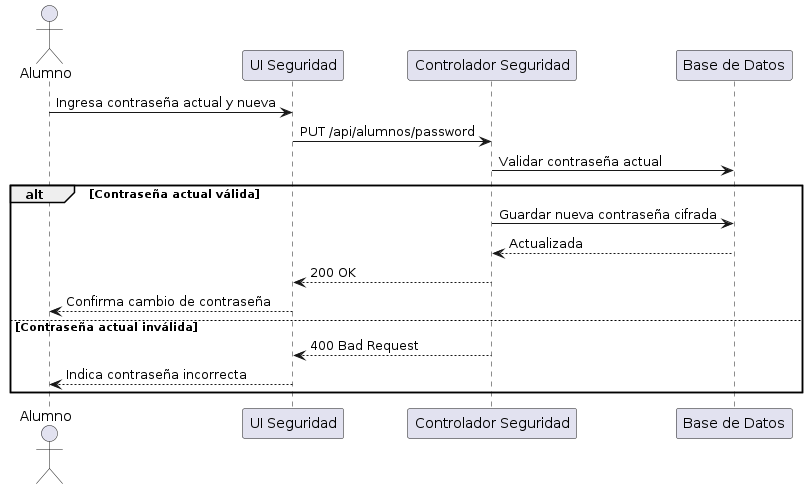 Alumno
UI Seguridad
Controlador Seguridad
Base de Datos
Ingresa contraseña actual y nueva
PUT /api/alumnos/password
Validar contraseña actual
alt
[Contraseña actual válida]
Guardar nueva contraseña cifrada
Actualizada
200 OK
Confirma cambio de contraseña
[Contraseña actual inválida]
400 Bad Request
Indica contraseña incorrecta
Alumno
UI Seguridad
Controlador Seguridad
Base de Datos